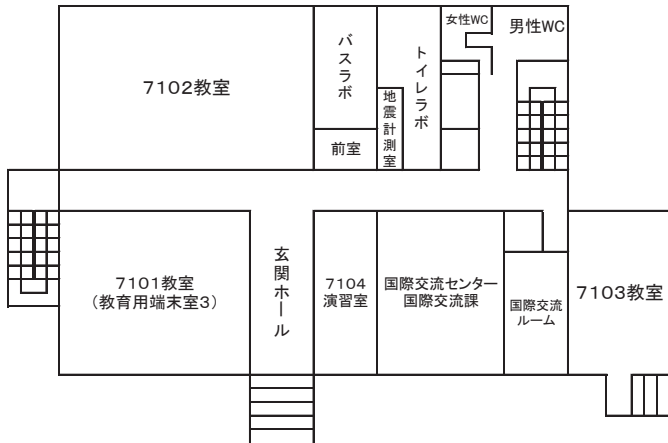 女性WC
男性WC
7102教室
バスラボ
トイレラボ
地震計測室
前室
7101教室
（教育用端末室3）
玄関ホール
7104
演習室
国際交流センター
国際交流課
国際交流
ルーム
7103教室